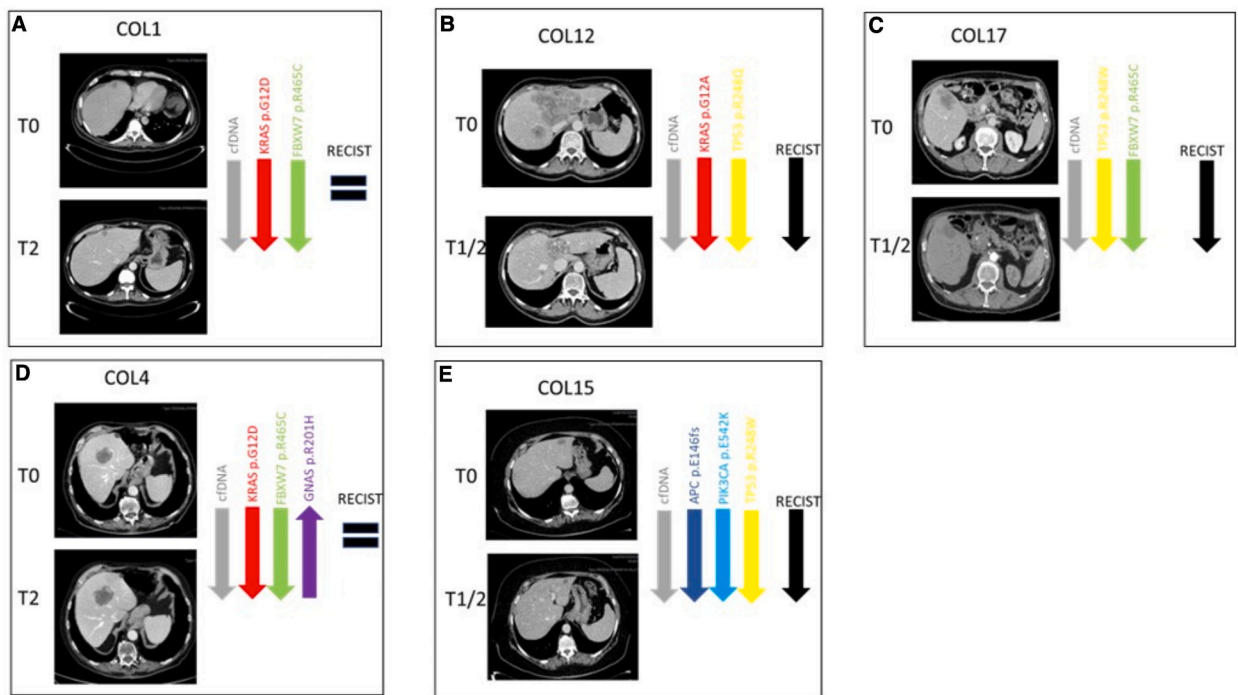 A
COL1
T0
T2
cfDNA
KRAS p.G12D
FBXW7 p.R465C
RECIST
B
COL12
T0
T1/2
cfDNA
KRAS p.G12A
TP53 p.R248Q
RECIST
C
COL17
T0
T1/2
cfDNA
TP53 p.R248W
FBXW7 p.R465C
RECIST
D
COL4
T0
T2
cfDNA
KRAS p.G12D
FBXW7 p.R465C
GNAS p.R201H
RECIST
E
COL15
T0
T1/2
cfDNA
APC p.E146fs
PIK3CA p.E542K
TP53 p.R248W
RECIST